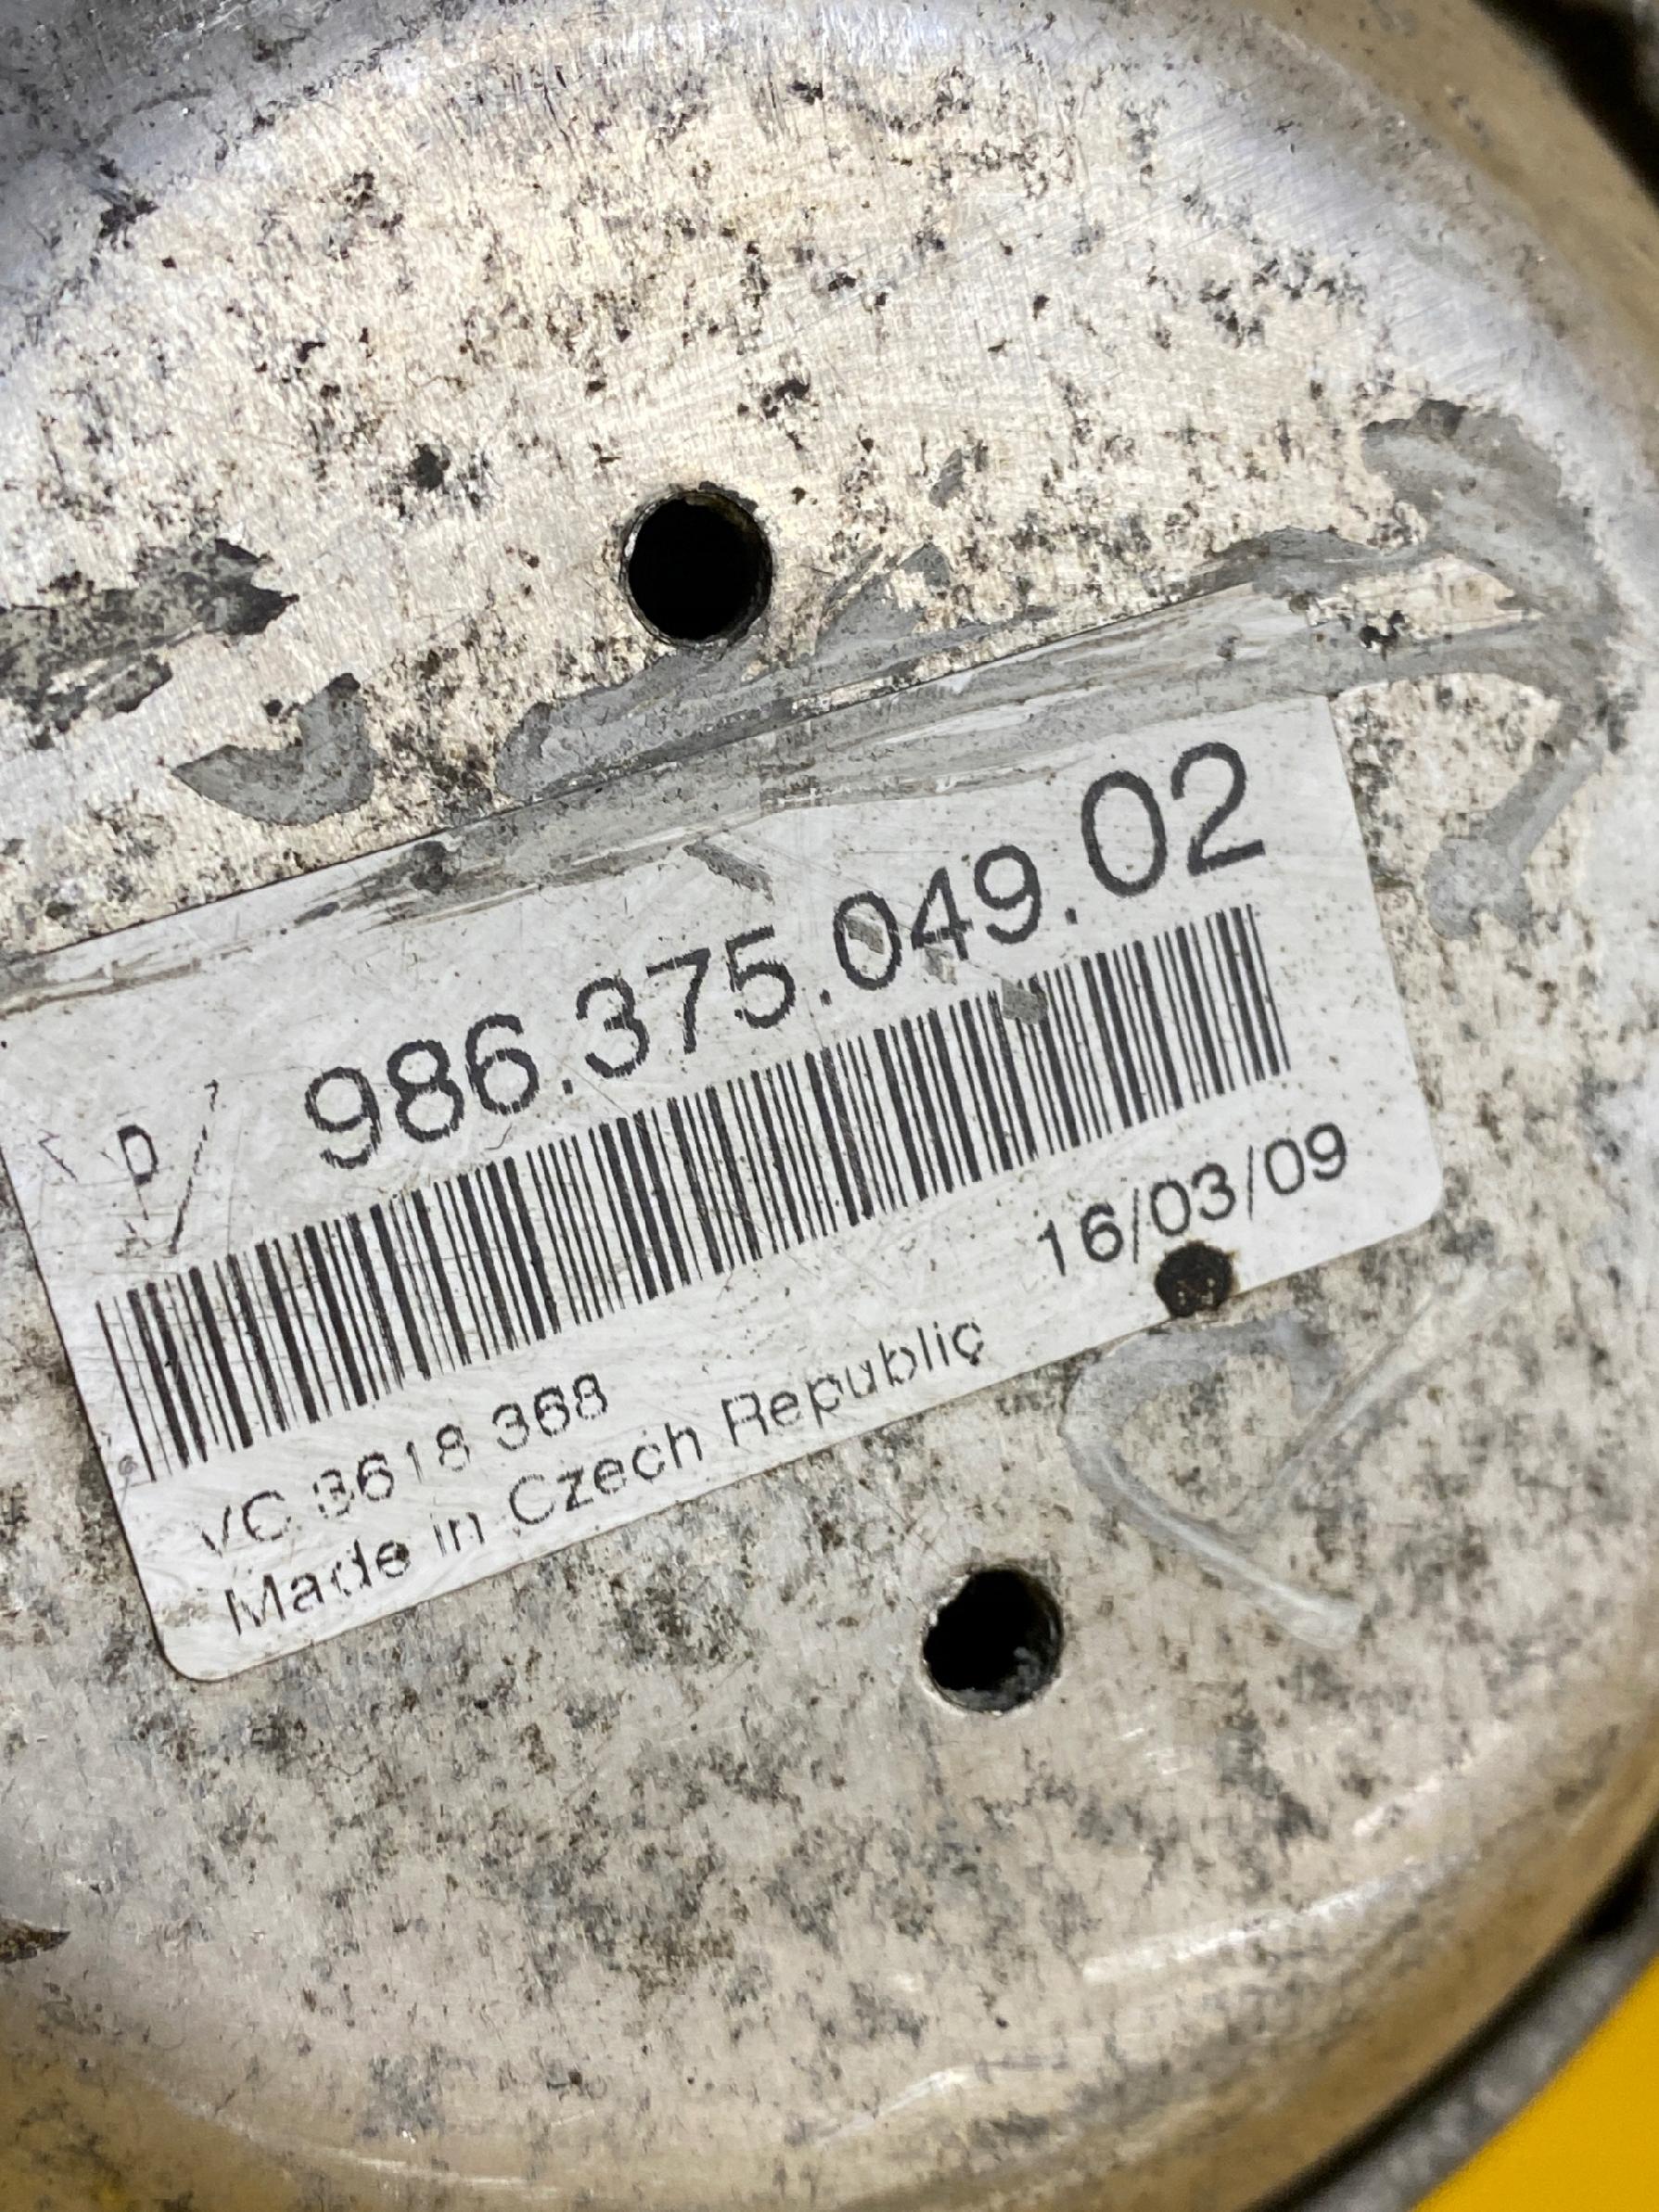 986.375.049.02
16/03/09
VC 3618 368
Made in Czech Republic